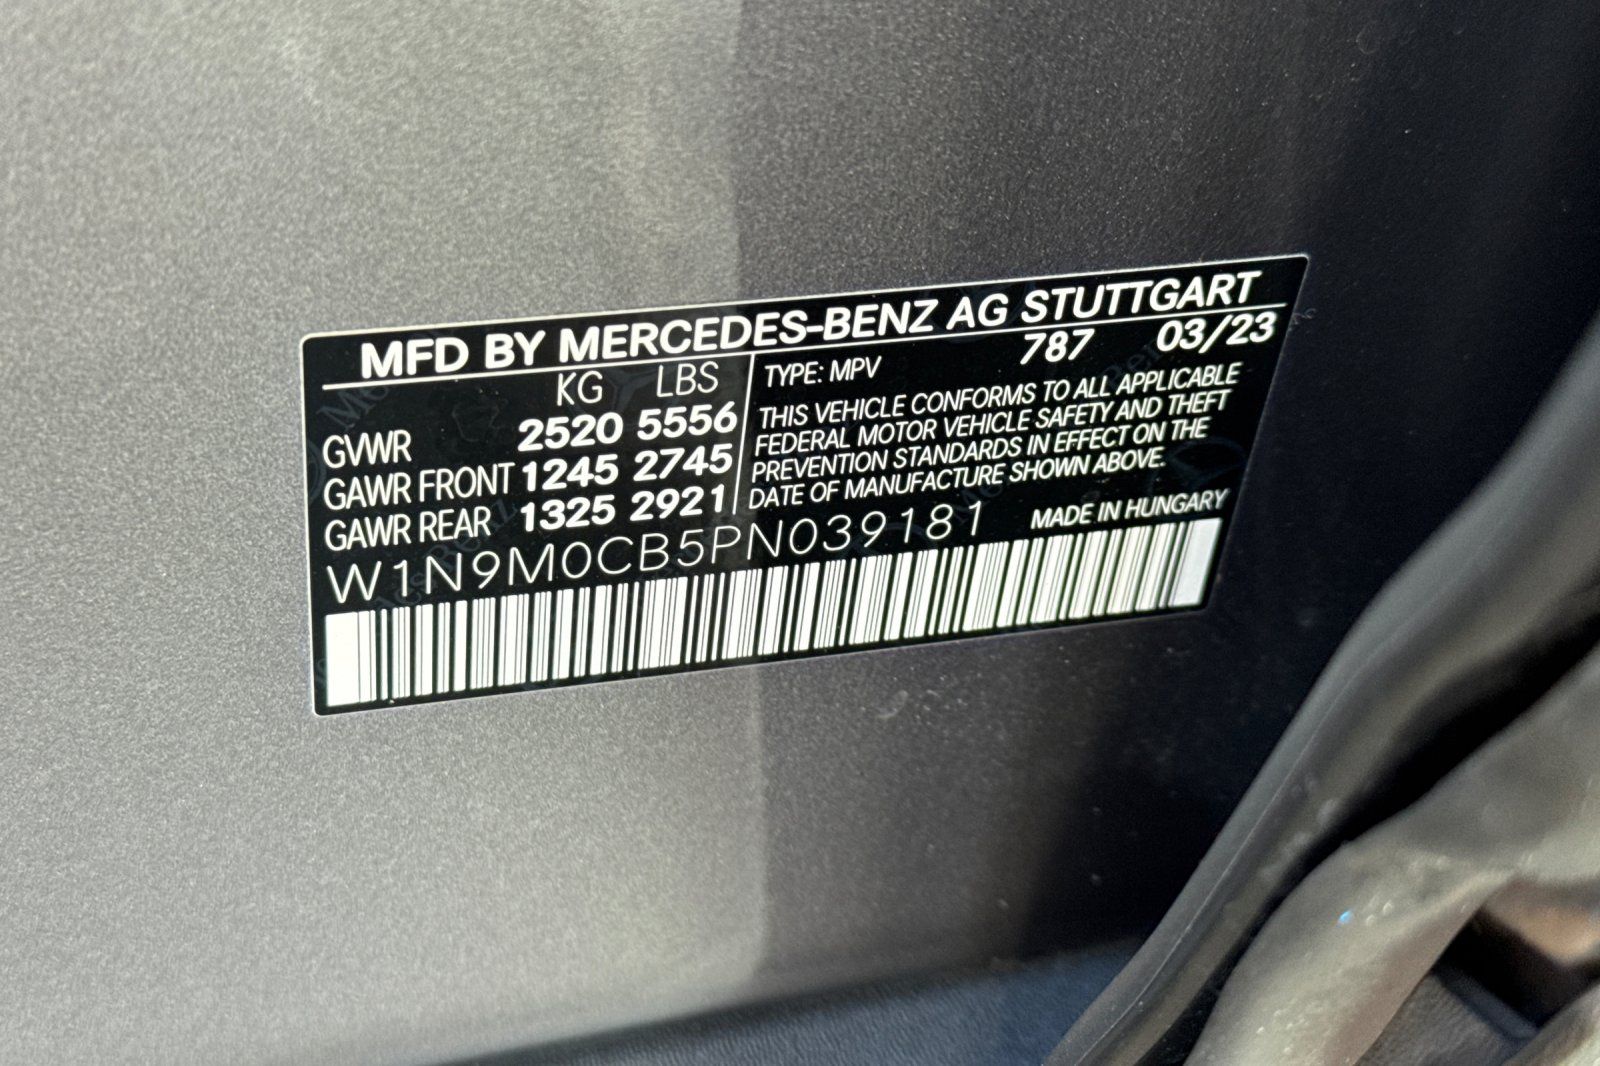 MFD BY MERCEDES-BENZ AG STUTTGART
KG LBS
GVWR 2520 5556
GAWR FRONT 1245 2745
GAWR REAR 1325 2921
TYPE: MPV 787 03/23
THIS VEHICLE CONFORMS TO ALL APPLICABLE
FEDERAL MOTOR VEHICLE SAFETY AND THEFT
PREVENTION STANDARDS IN EFFECT ON THE
DATE OF MANUFACTURE SHOWN ABOVE.
MADE IN HUNGARY
W1N9M0CB5PN039181